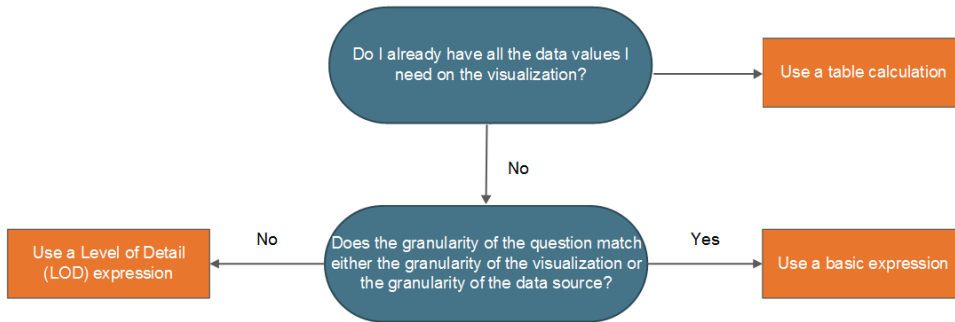 Do I already have all the data values I
need on the visualization?
Use a table calculation
No
Does the granularity of the question match
either the granularity of the visualization or
the granularity of the data source?
No
Use a Level of Detail
(LOD) expression
Yes
Use a basic expression